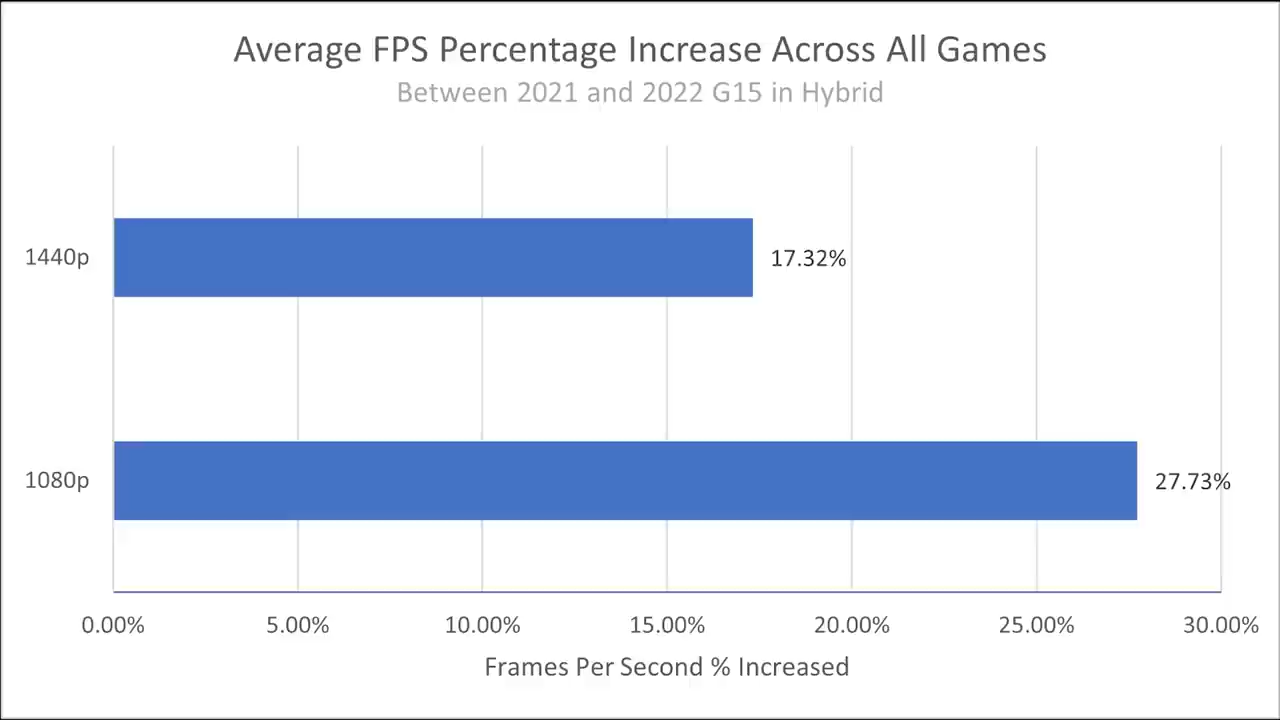 Average FPS Percentage Increase Across All Games
Between 2021 and 2022 G15 in Hybrid
1440p
17.32%
1080p
27.73%
0.00% 5.00% 10.00% 15.00% 20.00% 25.00% 30.00%
Frames Per Second % Increased